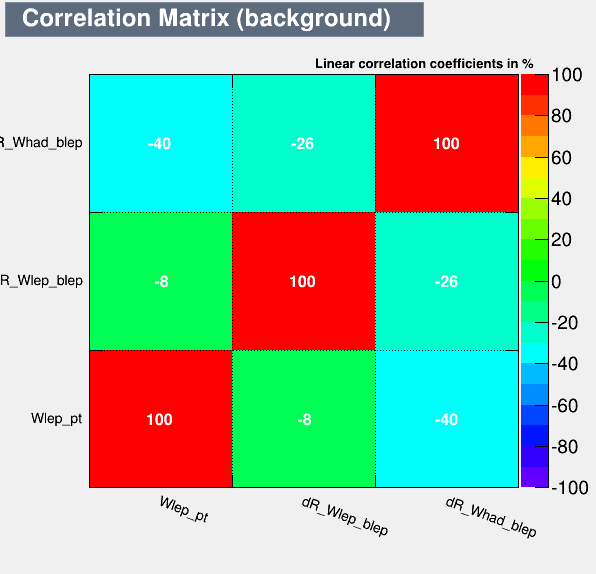 Correlation Matrix (background)
Linear correlation coefficients in %
R_Whad_blep
-40
-26
100
R_Wlep_blep
-8
100
-26
Wlep_pt
100
-8
-40
Wlep_pt
dR_Wlep_blep
dR_Whad_blep
100
80
60
40
20
0
-20
-40
-60
-80
-100